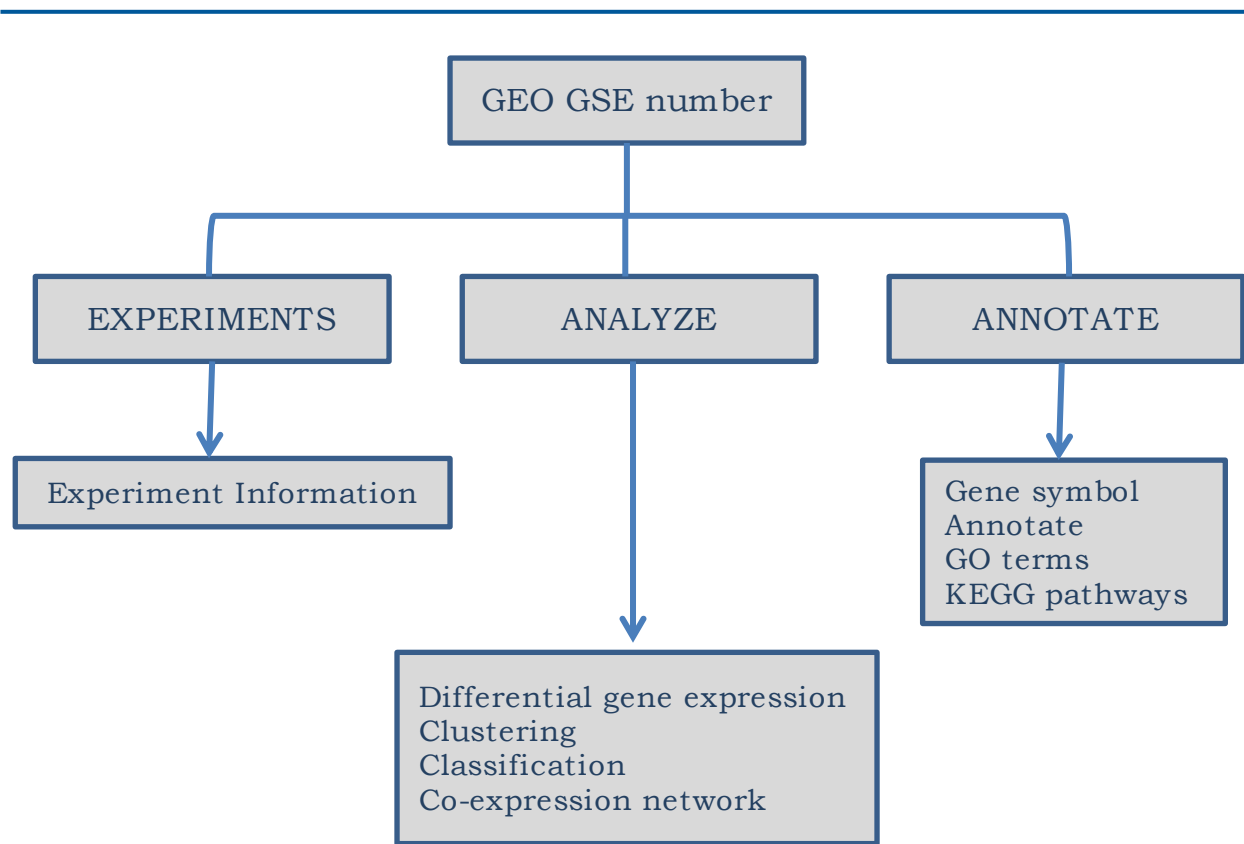 GEO GSE number
EXPERIMENTS
ANALYZE
ANNOTATE
Experiment Information
Gene symbol
Annotate
GO terms
KEGG pathways
Differential gene expression
Clustering
Classification
Co-expression network